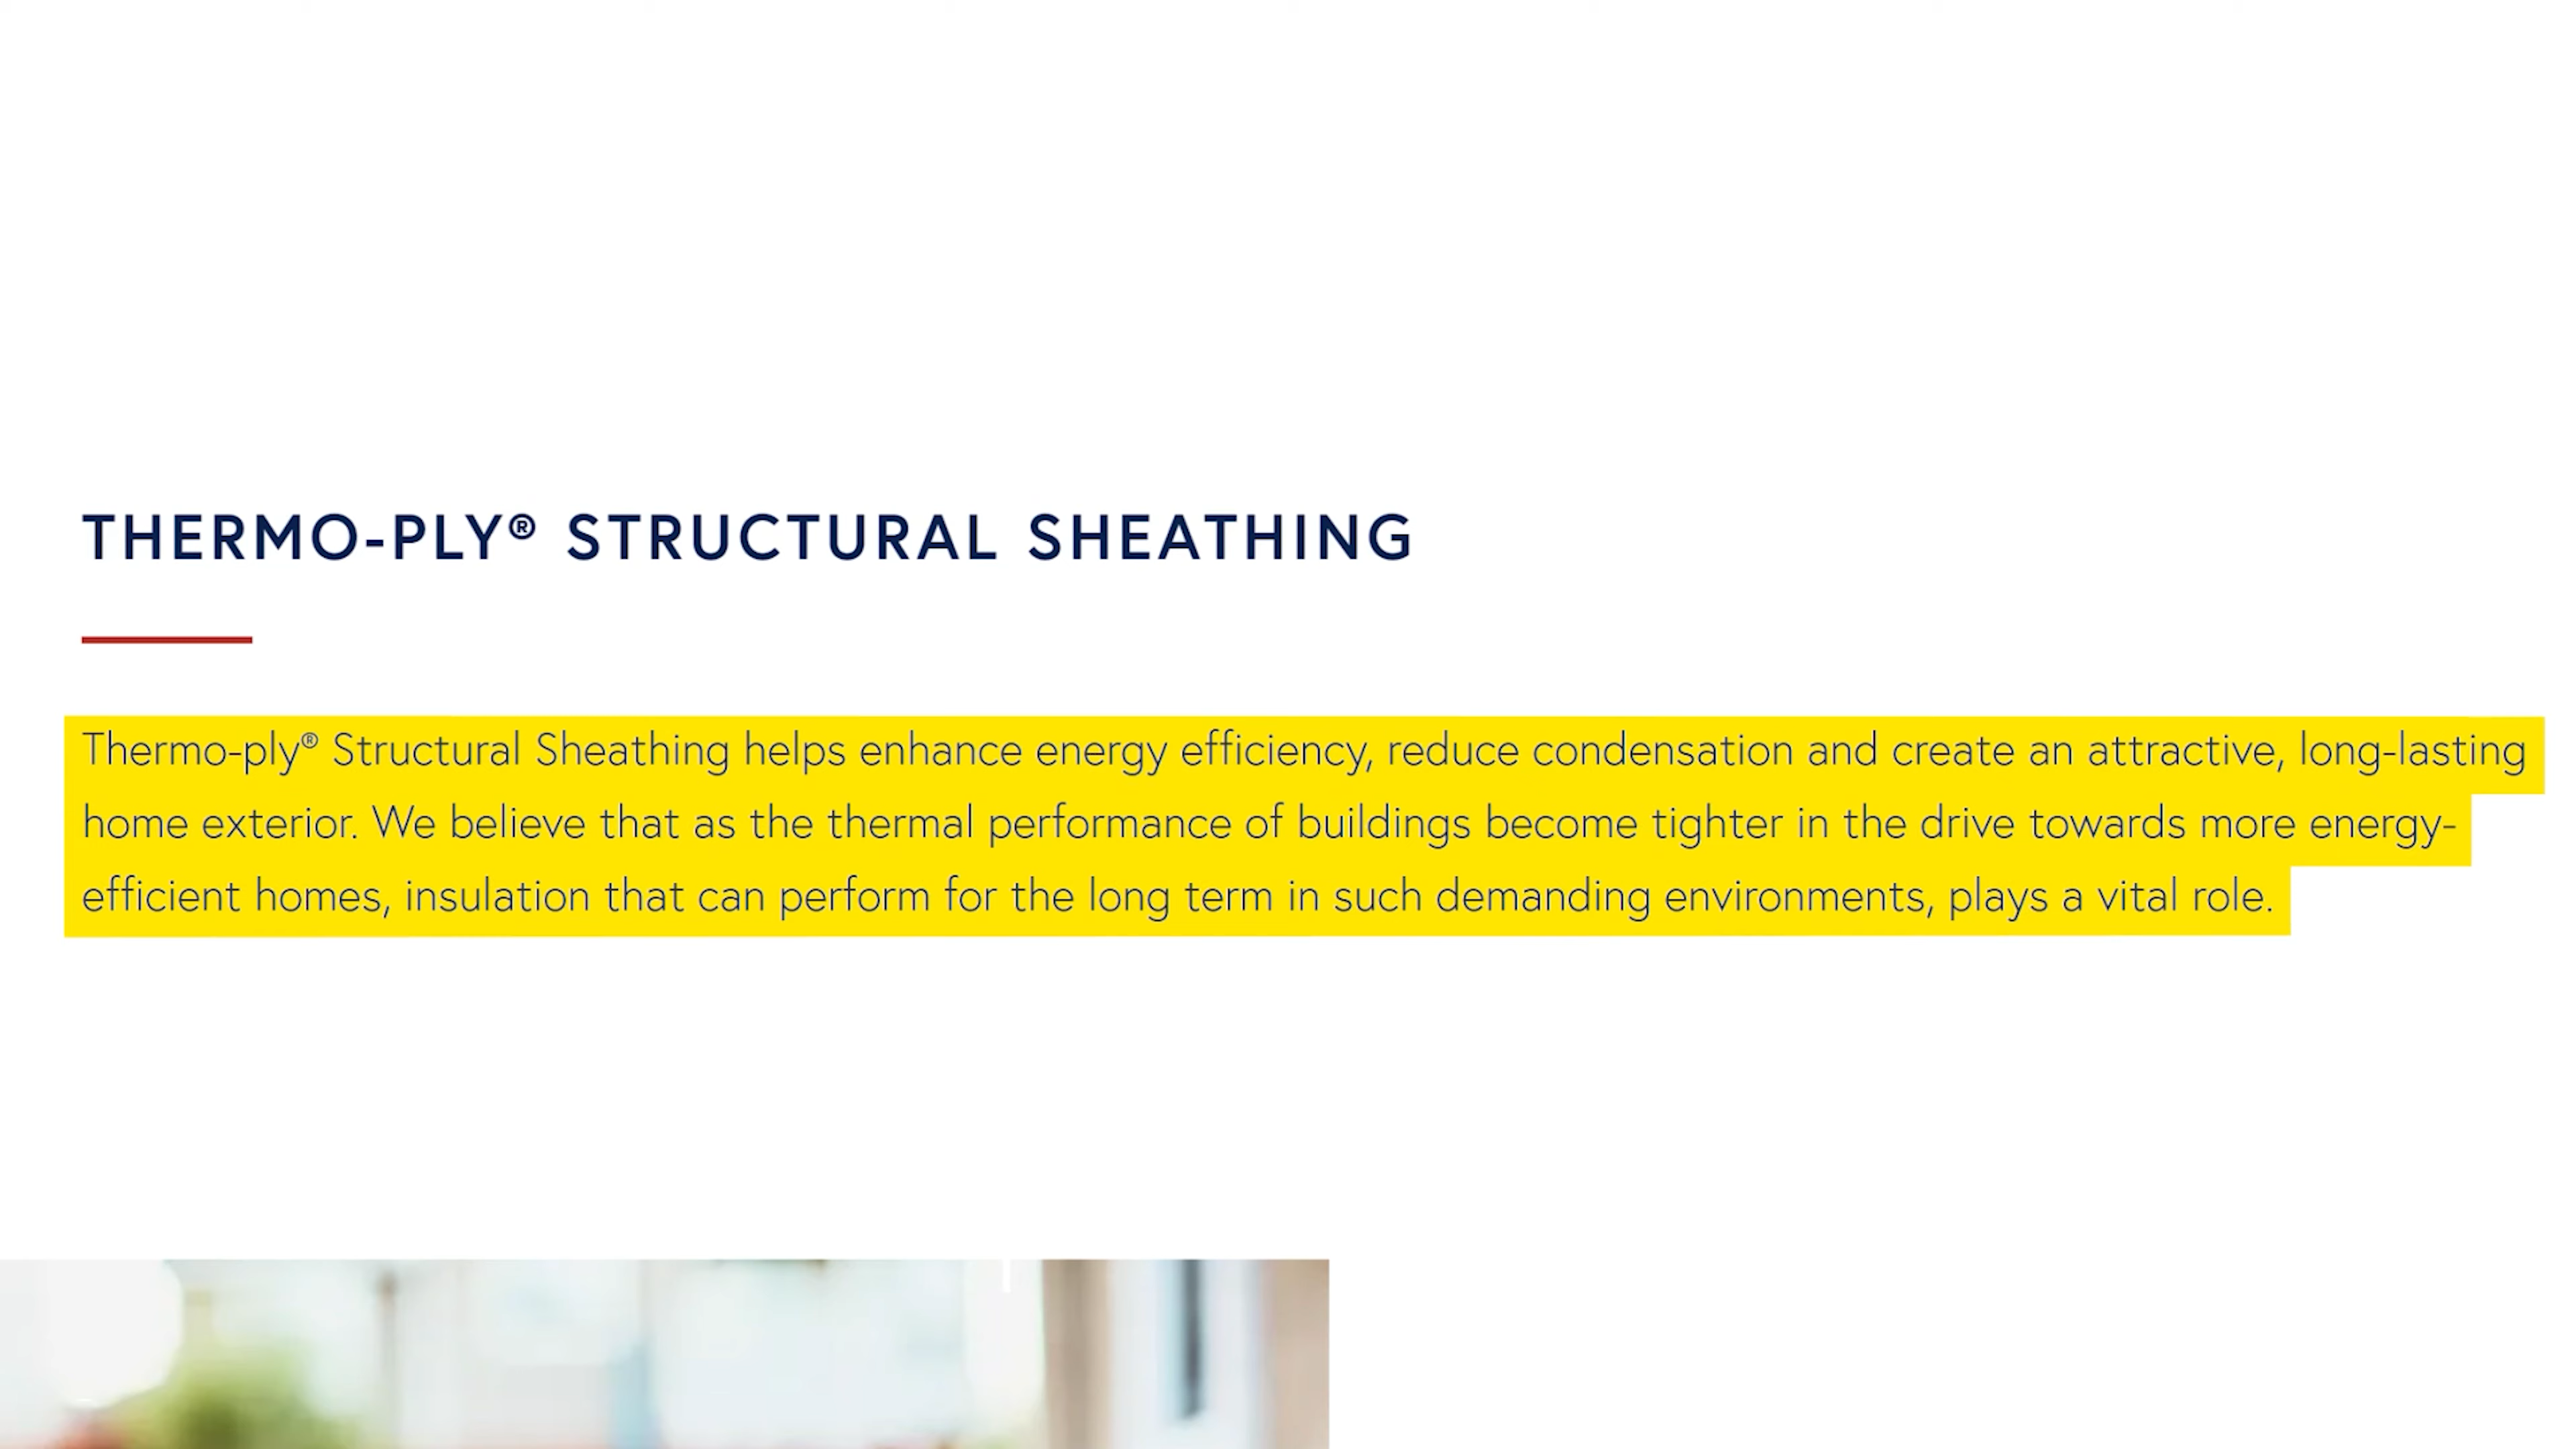 THERMO-PLY® STRUCTURAL SHEATHING
Thermo-ply® Structural Sheathing helps enhance energy efficiency, reduce condensation and create an attractive, long-lasting
home exterior. We believe that as the thermal performance of buildings become tighter in the drive towards more energy-
efficient homes, insulation that can perform for the long term in such demanding environments, plays a vital role.